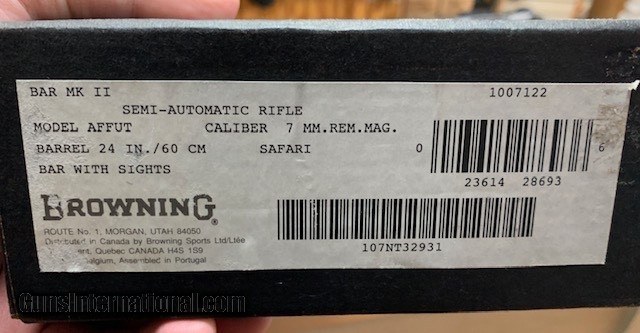 BAR MK II 1007122
SEMI-AUTOMATIC RIFLE
MODEL AFFUT CALIBER 7 MM.REM.MAG.
BARREL 24 IN./60 CM SAFARI
BAR WITH SIGHTS
0 23614 28693 6
BROWNING®
ROUTE No. 1, MORGAN, UTAH 84050
Distributed in Canada by Browning Sports Ltd/Ltée
Quebec CANADA H4S 1S9
Belgium, Assembled in Portugal
107NT32931
GunsInternational.com